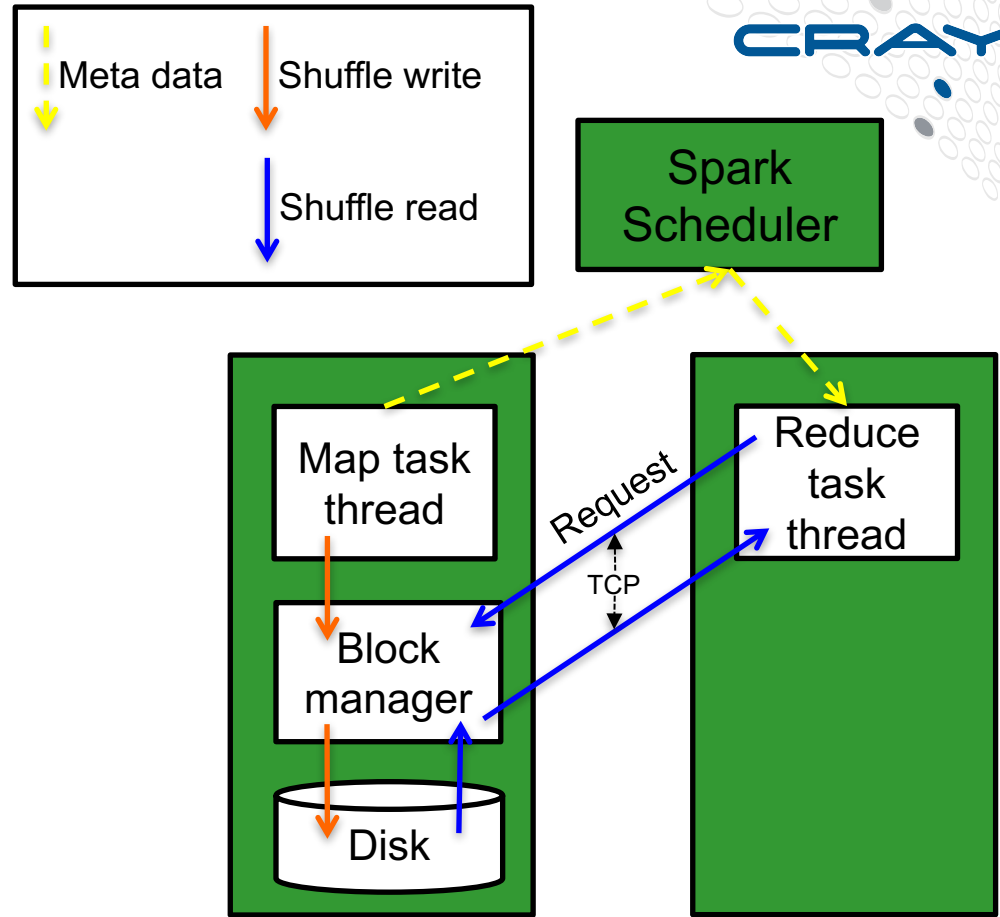 CRAY
Meta data
Shuffle write
Shuffle read
Spark
Scheduler
Map task
thread
Reduce
task
thread
Request
TCP
Block
manager
Disk